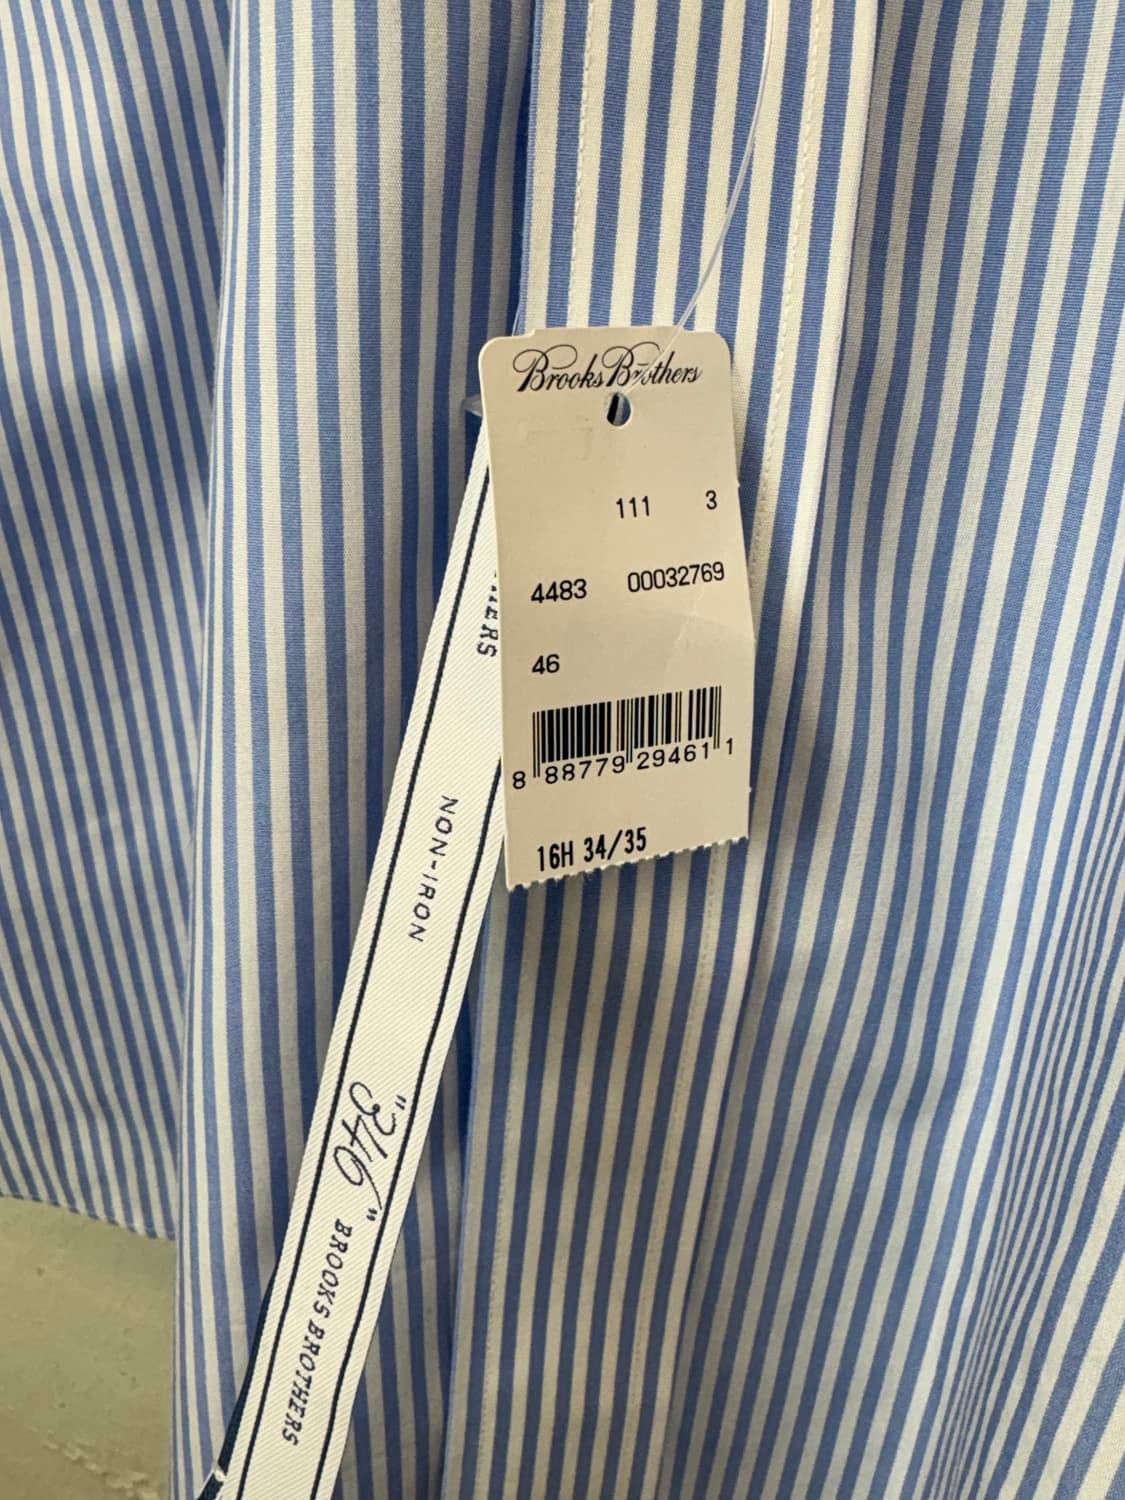 Brooks Brothers
111 3
4483 00032769
46
8 88779 29461 1
16H 34/35
NON-IRON
"346"
BROOKS BROTHERS